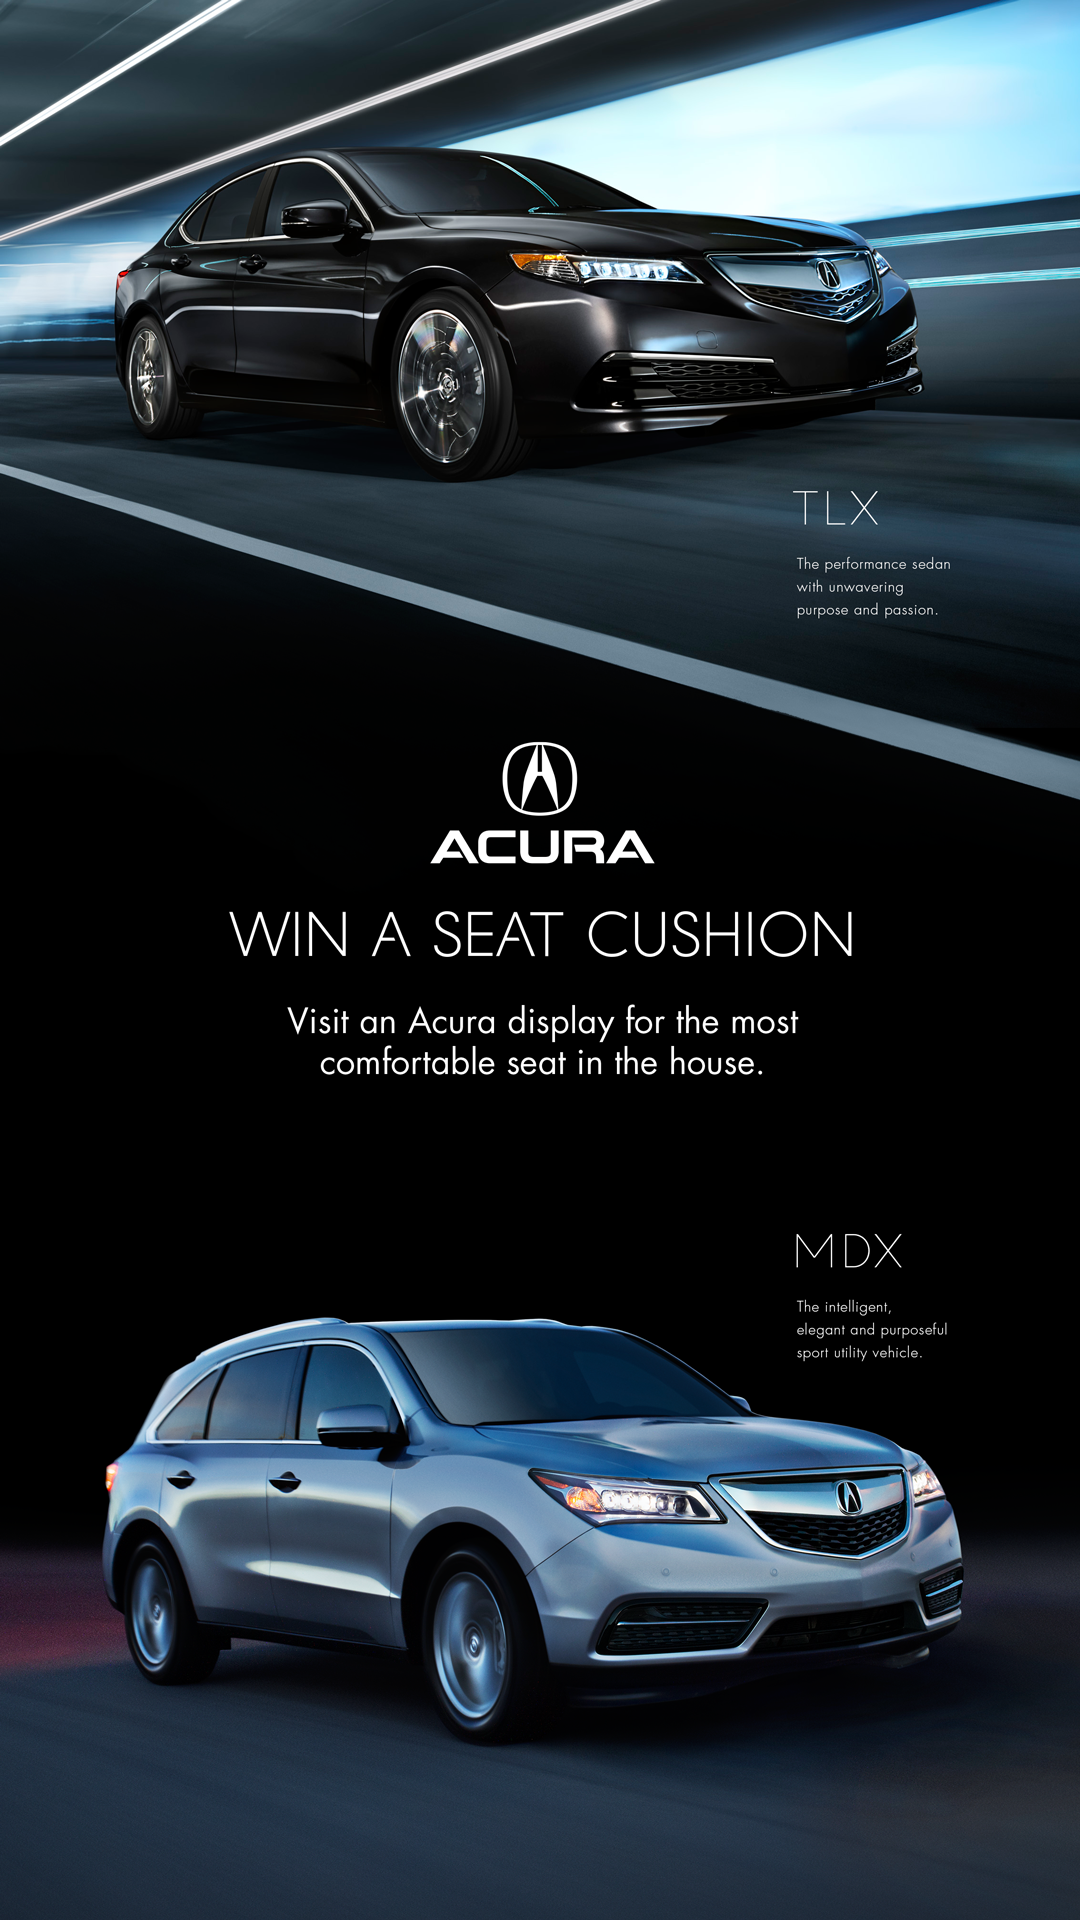 TLX
The performance sedan
with unwavering
purpose and passion.
ACURA
WIN A SEAT CUSHION
Visit an Acura display for the most
comfortable seat in the house.
MDX
The intelligent,
elegant and purposeful
sport utility vehicle.